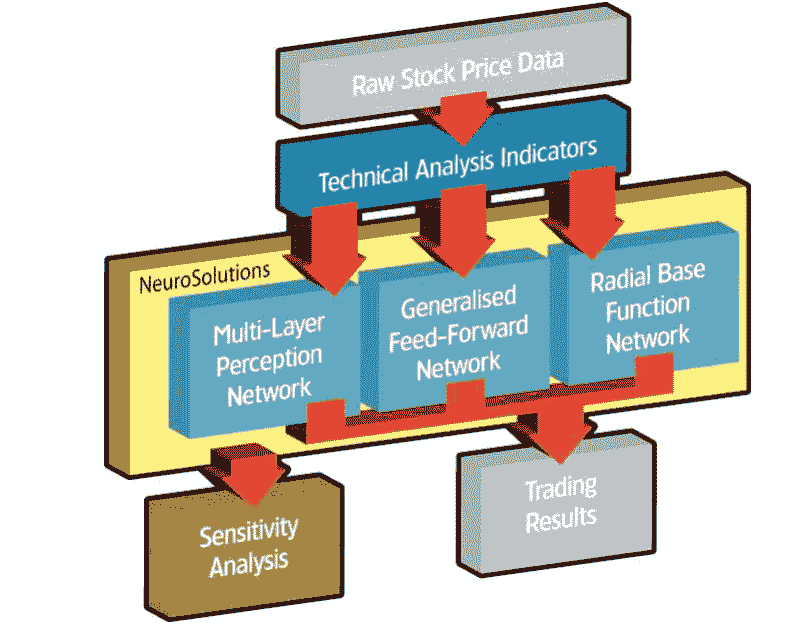 Raw Stock Price Data
Technical Analysis Indicators
NeuroSolutions
Multi-Layer
Perception
Network
Generalised
Feed-Forward
Network
Radial Base
Function
Network
Sensitivity
Analysis
Trading
Results